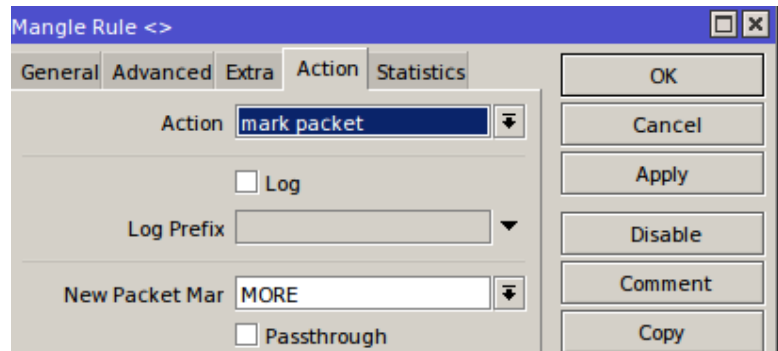 Mangle Rule <>
General Advanced Extra Action Statistics
OK
Action mark packet
Cancel
Log
Apply
Log Prefix
Disable
New Packet Mar MORE
Comment
Passthrough
Copy